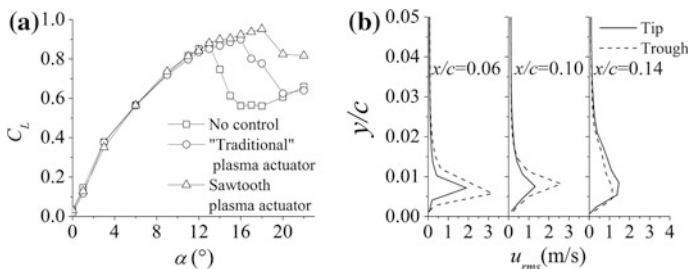 (a)
1.0
0.8
0.6
0.4
0.2
0.0
C_L
0 4 8 12 16 20
α (°)
No control
"Traditional"
plasma actuator
Sawtooth
plasma actuator
(b)
0.05
0.04
0.03
0.02
0.01
0.00
y/c
Tip
Trough
x/c=0.06
x/c=0.10
x/c=0.14
0 1 2 3 0 1 2 3 0 1 2 3 4
u_rms(m/s)